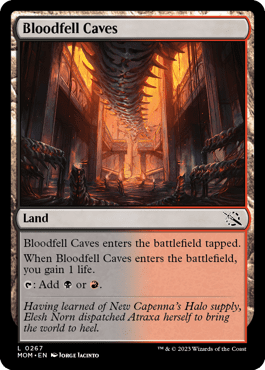 Bloodfell Caves
Land
Bloodfell Caves enters the battlefield tapped.
When Bloodfell Caves enters the battlefield,
you gain 1 life.
: Add or .
Having learned of New Capenna's Halo supply,
Elesh Norn dispatched Atraxa herself to bring
the world to heel.
L 0267
MOM • EN Jorge Jacinto
™ & © 2023 Wizards of the Coast